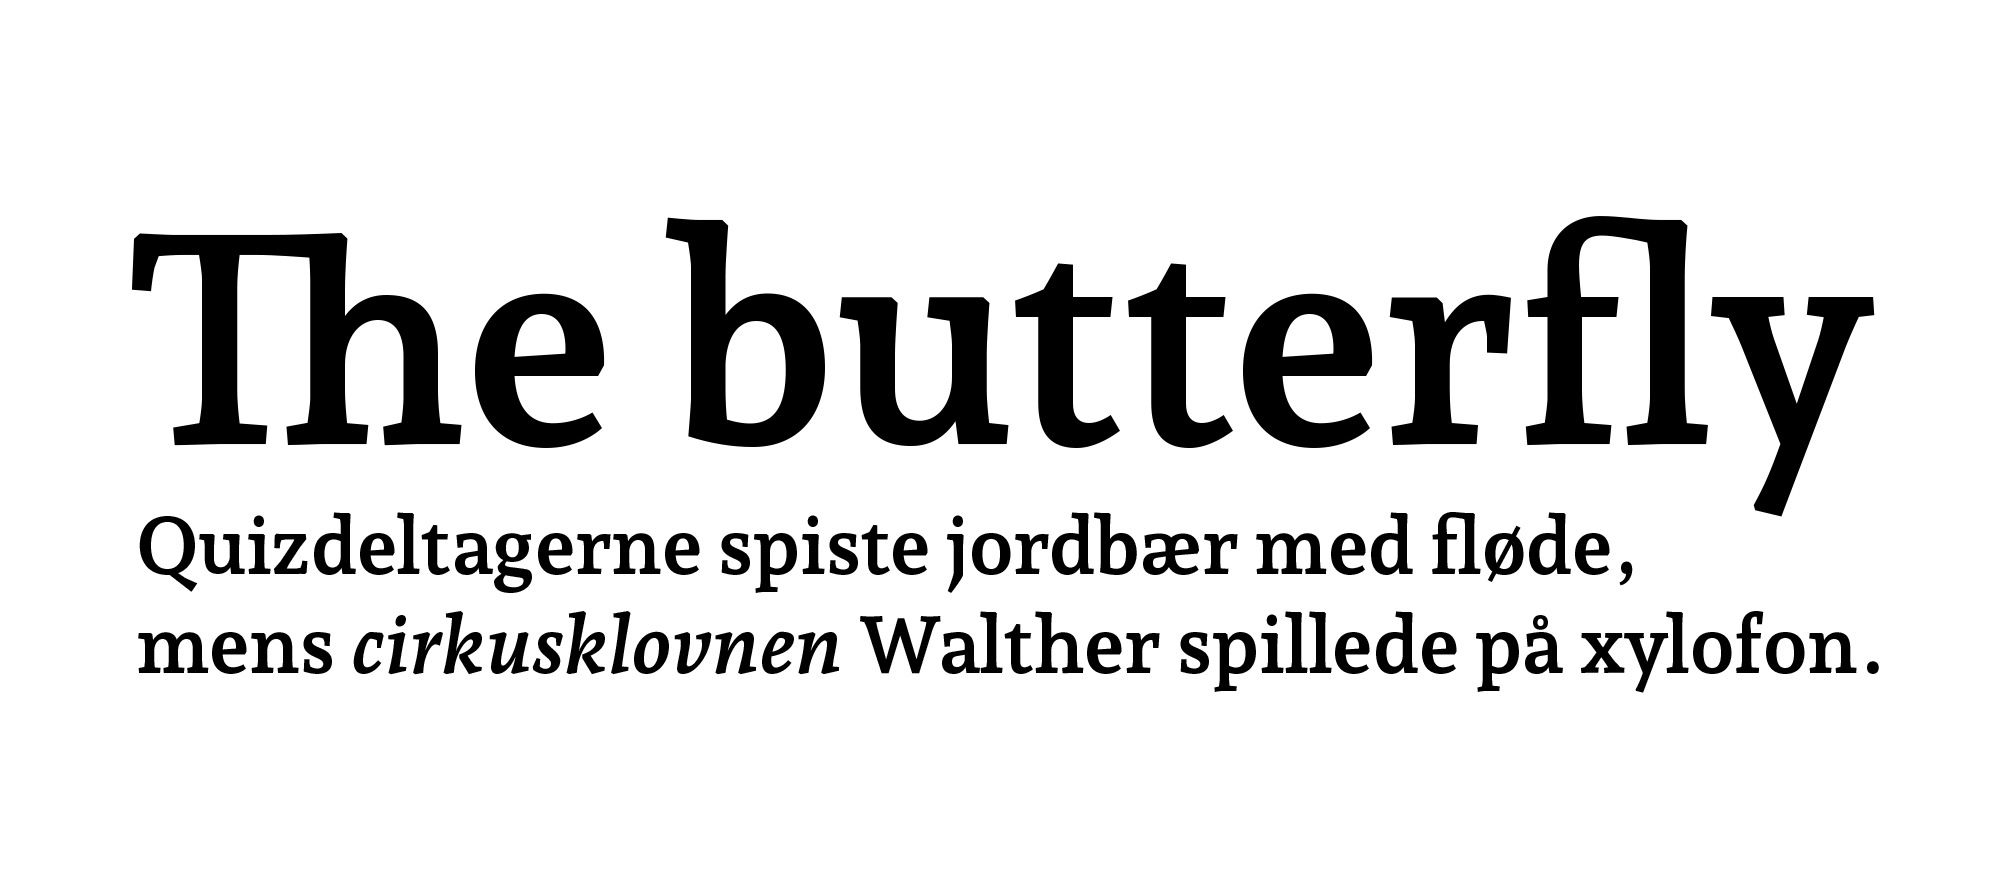 The butterfly
Quizdeltagerne spiste jordbær med fløde,
mens cirkusklovnen Walther spillede på xylofon.